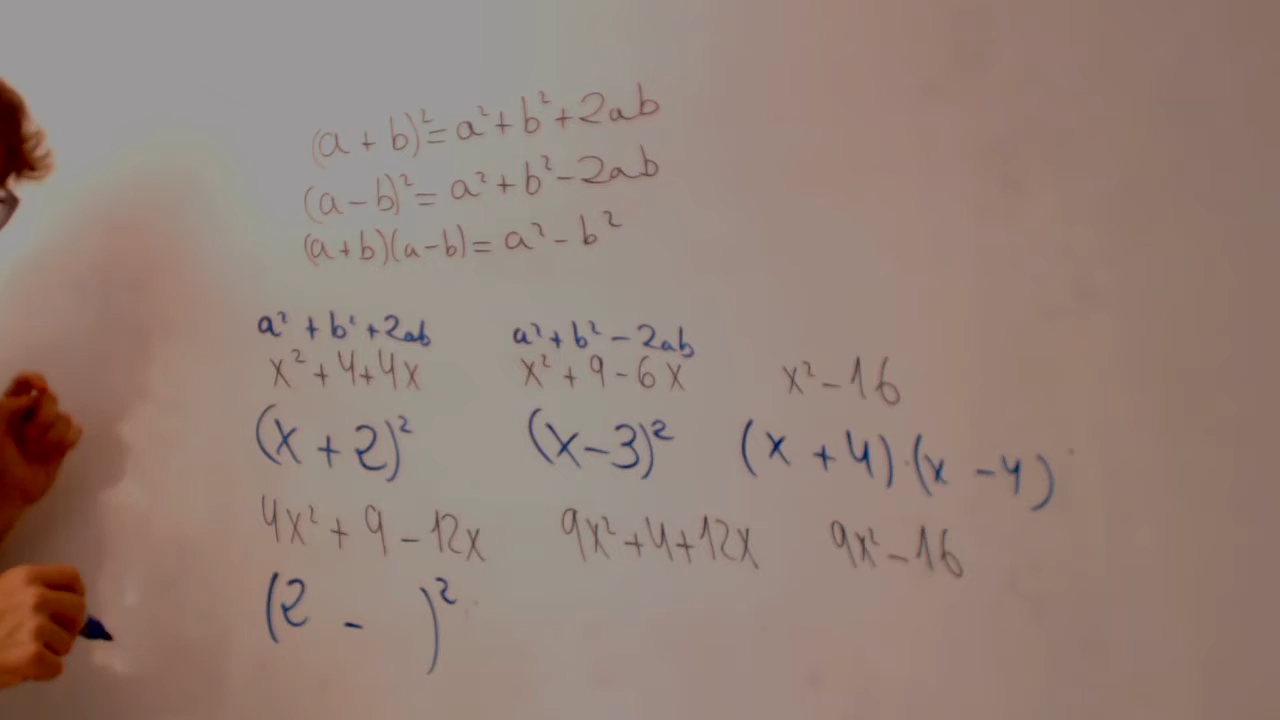 (a + b)² = a² + b² + 2ab
(a - b)² = a² + b² - 2ab
(a + b)(a - b) = a² - b²
a² + b² + 2ab a² + b² - 2ab
x² + 4 + 4x x² + 9 - 6x x² - 16
(x + 2)² (x - 3)² (x + 4) · (x - 4)
4x² + 9 - 12x 9x² + 4 + 12x 9x² - 16
(2 - )²